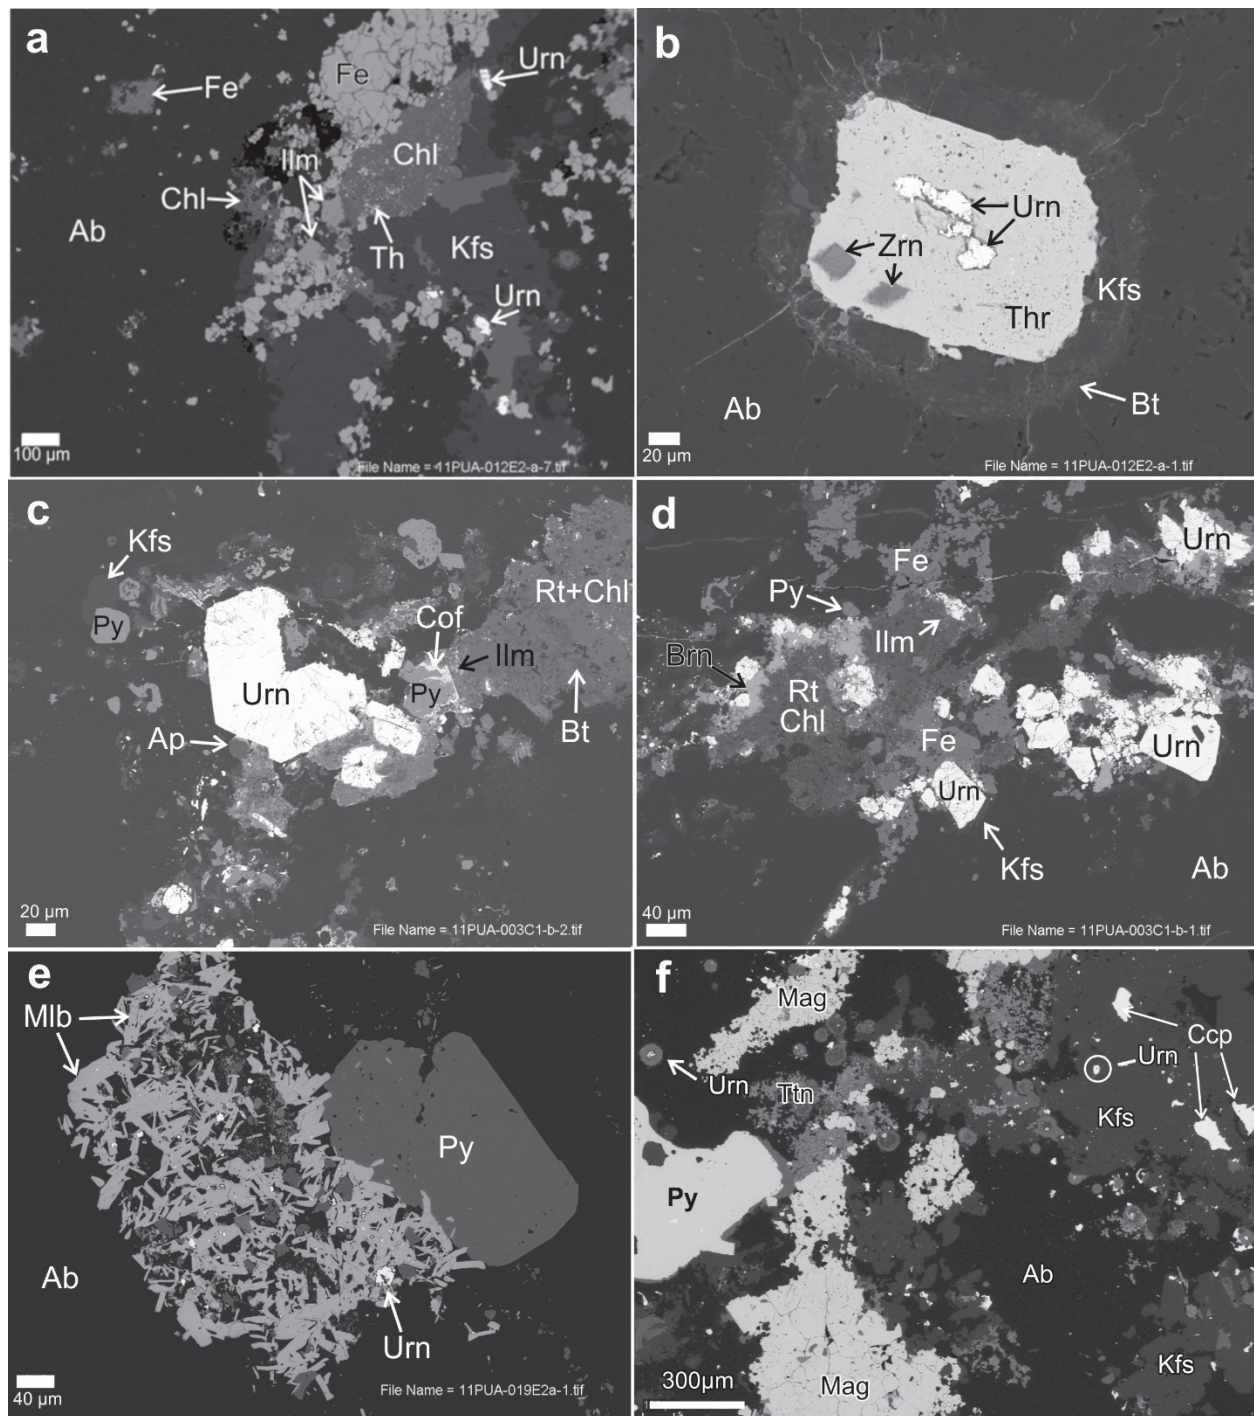 a
Fe
Fe
Urn
Ilm
Chl
Chl
Ab
Th
Kfs
Urn
100 µm
File Name = 11PUA-012E2-a-7.tif
b
Urn
Zrn
Kfs
Thr
Bt
Ab
20 µm
File Name = 11PUA-012E2-a-1.tif
c
Kfs
Py
Rt+Chl
Cof
Ilm
Urn
Py
Bt
Ap
20 µm
File Name = 11PUA-003C1-b-2.tif
d
Urn
Fe
Py
Ilm
Brn
Rt
Chl
Fe
Urn
Urn
Kfs
Ab
40 µm
File Name = 11PUA-003C1-b-1.tif
e
Mlb
Py
Ab
Urn
40 µm
File Name = 11PUA-019E2a-1.tif
f
Mag
Ccp
Urn
Urn
Ttn
Kfs
Py
Ab
Kfs
300µm
Mag